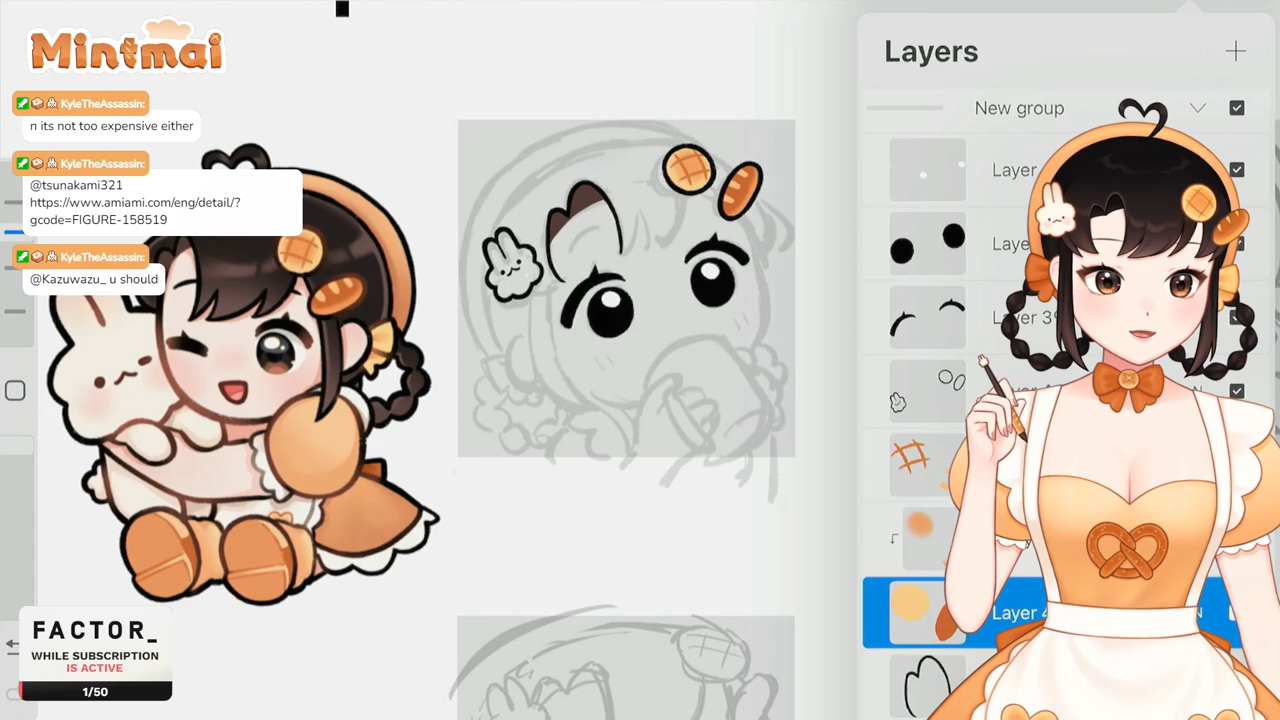 Mintmai
KyleTheAssassin:
n its not too expensive either
KyleTheAssassin:
@tsunakami321
https://www.amiami.com/eng/detail/?
gcode=FIGURE-158519
KyleTheAssassin:
@Kazuwazu_ u should
FACTOR_
WHILE SUBSCRIPTION
IS ACTIVE
1/50
Layers
New group
Layer
Laye
Layer 39
N
Layer 4
N